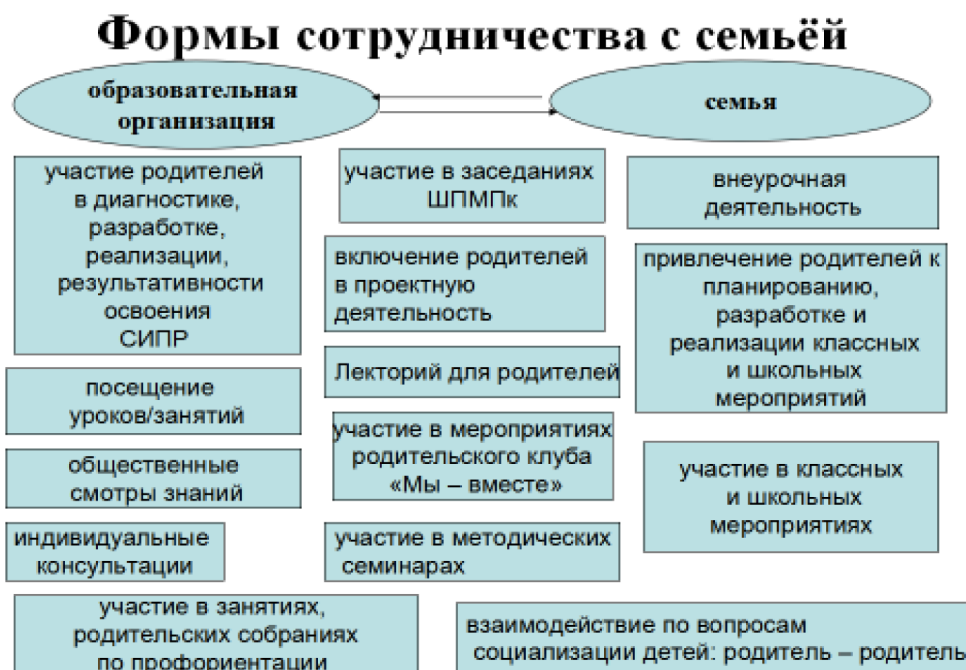 Формы сотрудничества с семьёй
образовательная
организация
семья
участие родителей
в диагностике,
разработке,
реализации,
результативности
освоения
СИПР
посещение
уроков/занятий
общественные
смотры знаний
индивидуальные
консультации
участие в занятиях,
родительских собраниях
по профориентации
участие в заседаниях
ШПМПк
включение родителей
в проектную
деятельность
Лекторий для родителей
участие в мероприятиях
родительского клуба
«Мы – вместе»
участие в методических
семинарах
внеурочная
деятельность
привлечение родителей к
планированию,
разработке и
реализации классных
и школьных
мероприятий
участие в классных
и школьных
мероприятиях
взаимодействие по вопросам
социализации детей: родитель – родитель